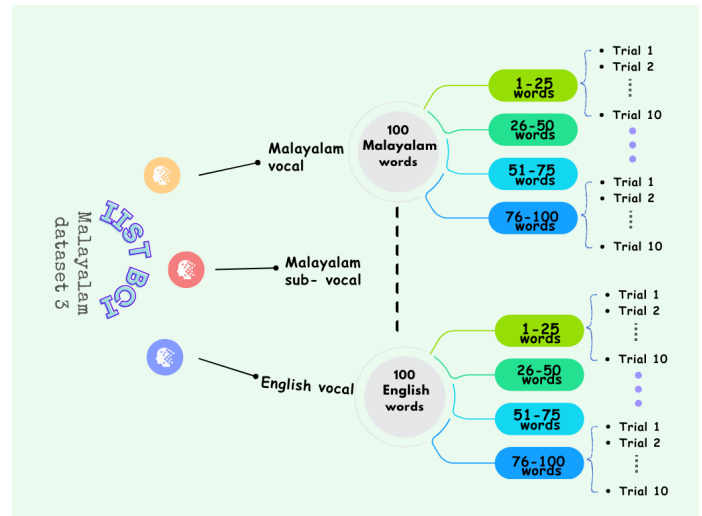 Malayalam
dataset 3
IIST BCI
Malayalam
vocal
Malayalam
sub- vocal
English vocal
100
Malayalam
words
1-25
words
26-50
words
51-75
words
76-100
words
Trial 1
Trial 2
Trial 10
Trial 1
Trial 2
Trial 10
100
English
words
1-25
words
26-50
words
51-75
words
76-100
words
Trial 1
Trial 2
Trial 10
Trial 1
Trial 2
Trial 10